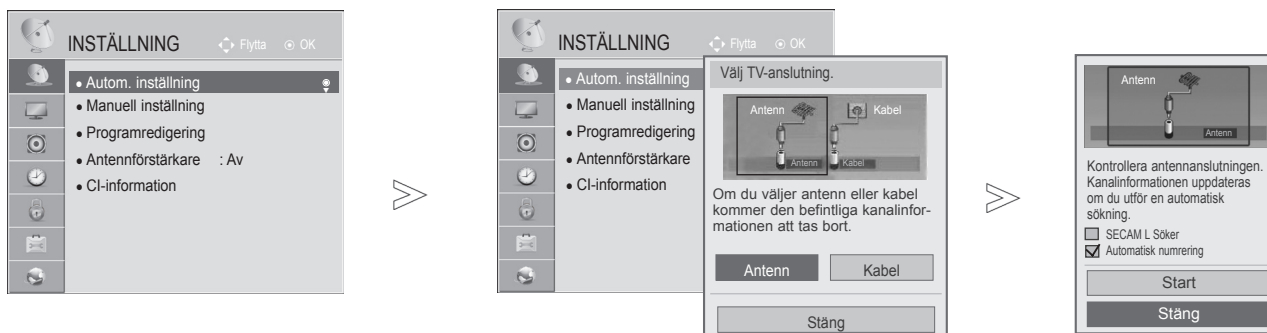 INSTÄLLNING
Flytta OK
• Autom. inställning
• Manuell inställning
• Programredigering
• Antennförstärkare : Av
• CI-information
INSTÄLLNING
Flytta OK
• Autom. inställning
• Manuell inställning
• Programredigering
• Antennförstärkare
• CI-information
Välj TV-anslutning.
Antenn Kabel
Antenn Kabel
Om du väljer antenn eller kabel
kommer den befintliga kanalinfor-
mationen att tas bort.
Antenn Kabel
Stäng
Antenn
Antenn
Kontrollera antennanslutningen.
Kanalinformationen uppdateras
om du utför en automatisk
sökning.
SECAM L Söker
Automatisk numrering
Start
Stäng